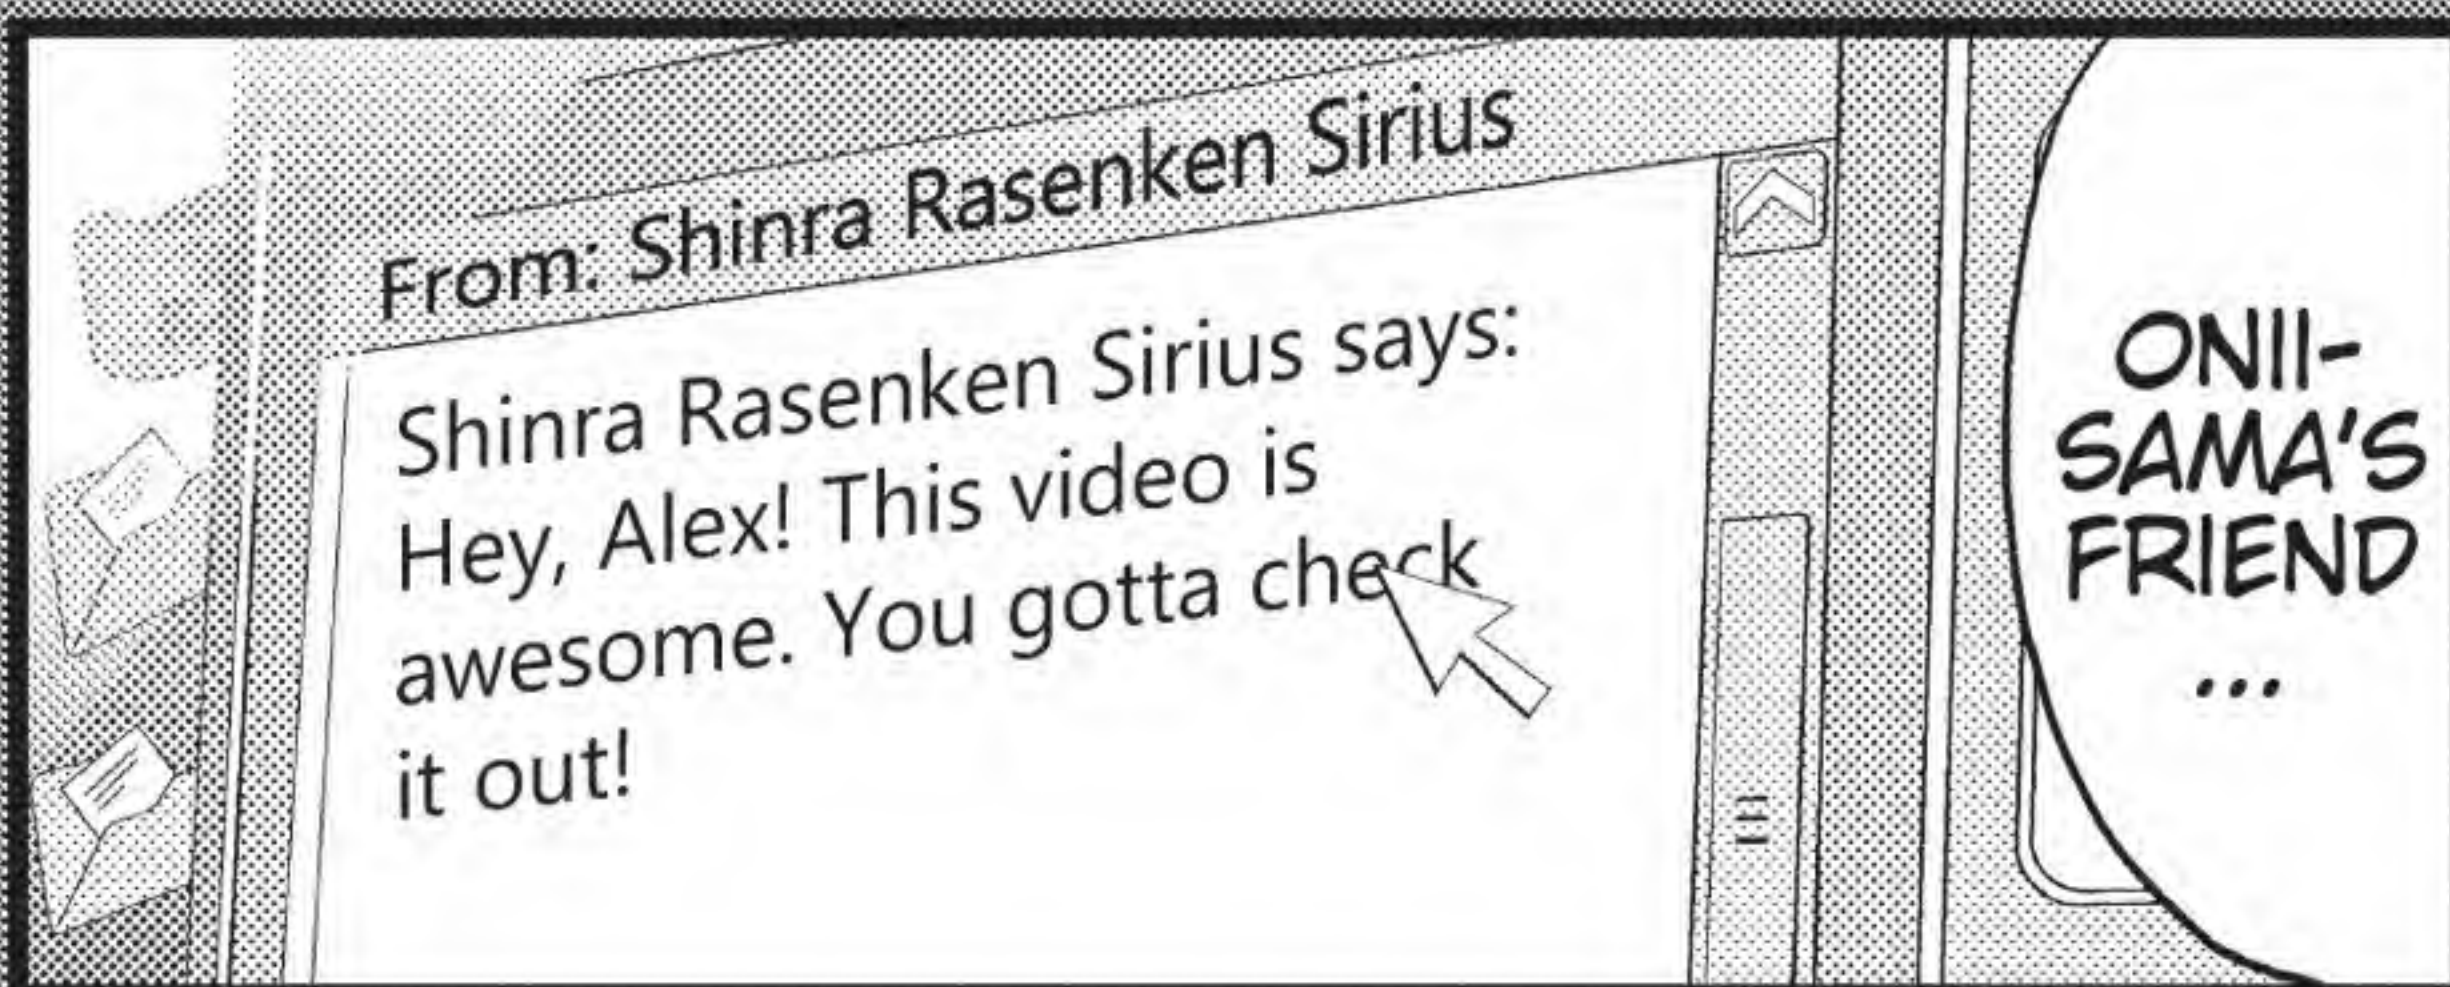 From: Shinra Rasenken Sirius
Shinra Rasenken Sirius says:
Hey, Alex! This video is
awesome. You gotta check
it out!
ONII-
SAMA'S
FRIEND
...